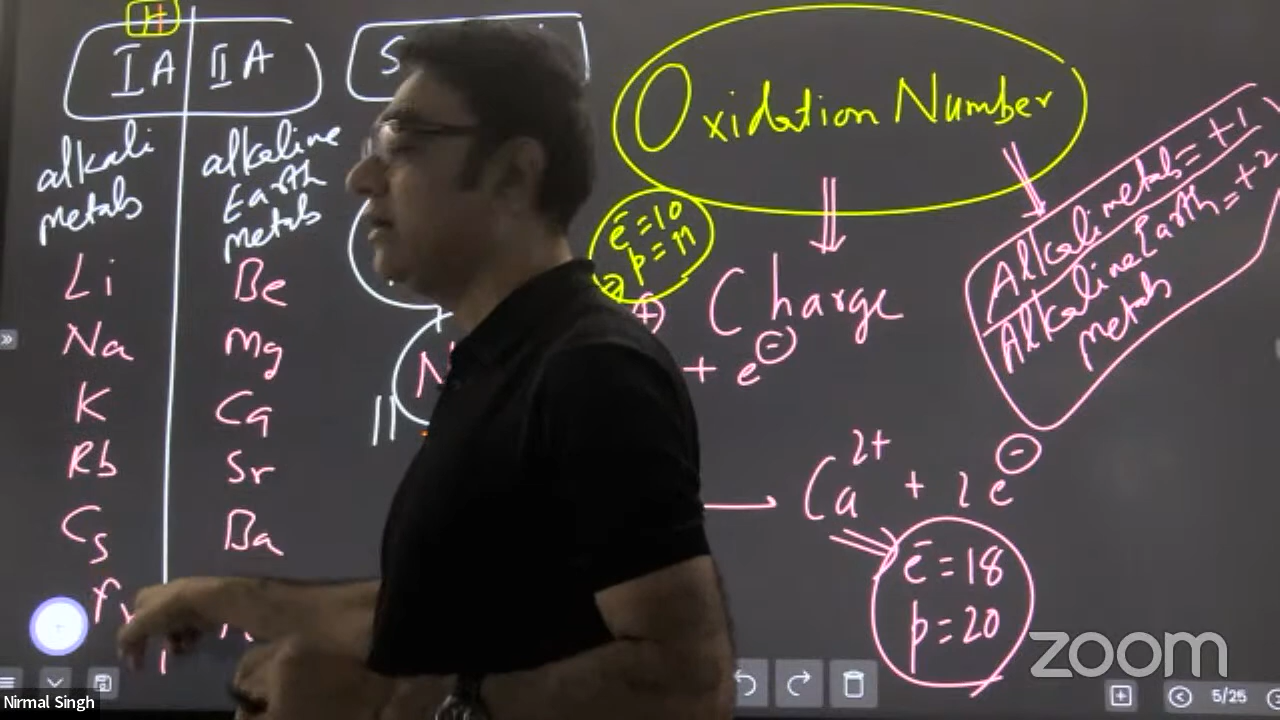 H
IA IIA
S
Oxidation Number
alkali
metals
alkaline
Earth
metals
Li Be
Na Mg
K Ca
Rb Sr
Cs Ba
Fr
e⁻ = 10
p = 11
⊕
Charge
Alkali metals = +1
Alkaline Earth = +2
metals
N
+ e⊖
Ca²⁺ + 2e⊖
e⁻ = 18
p = 20
zoom
5/25
Nirmal Singh